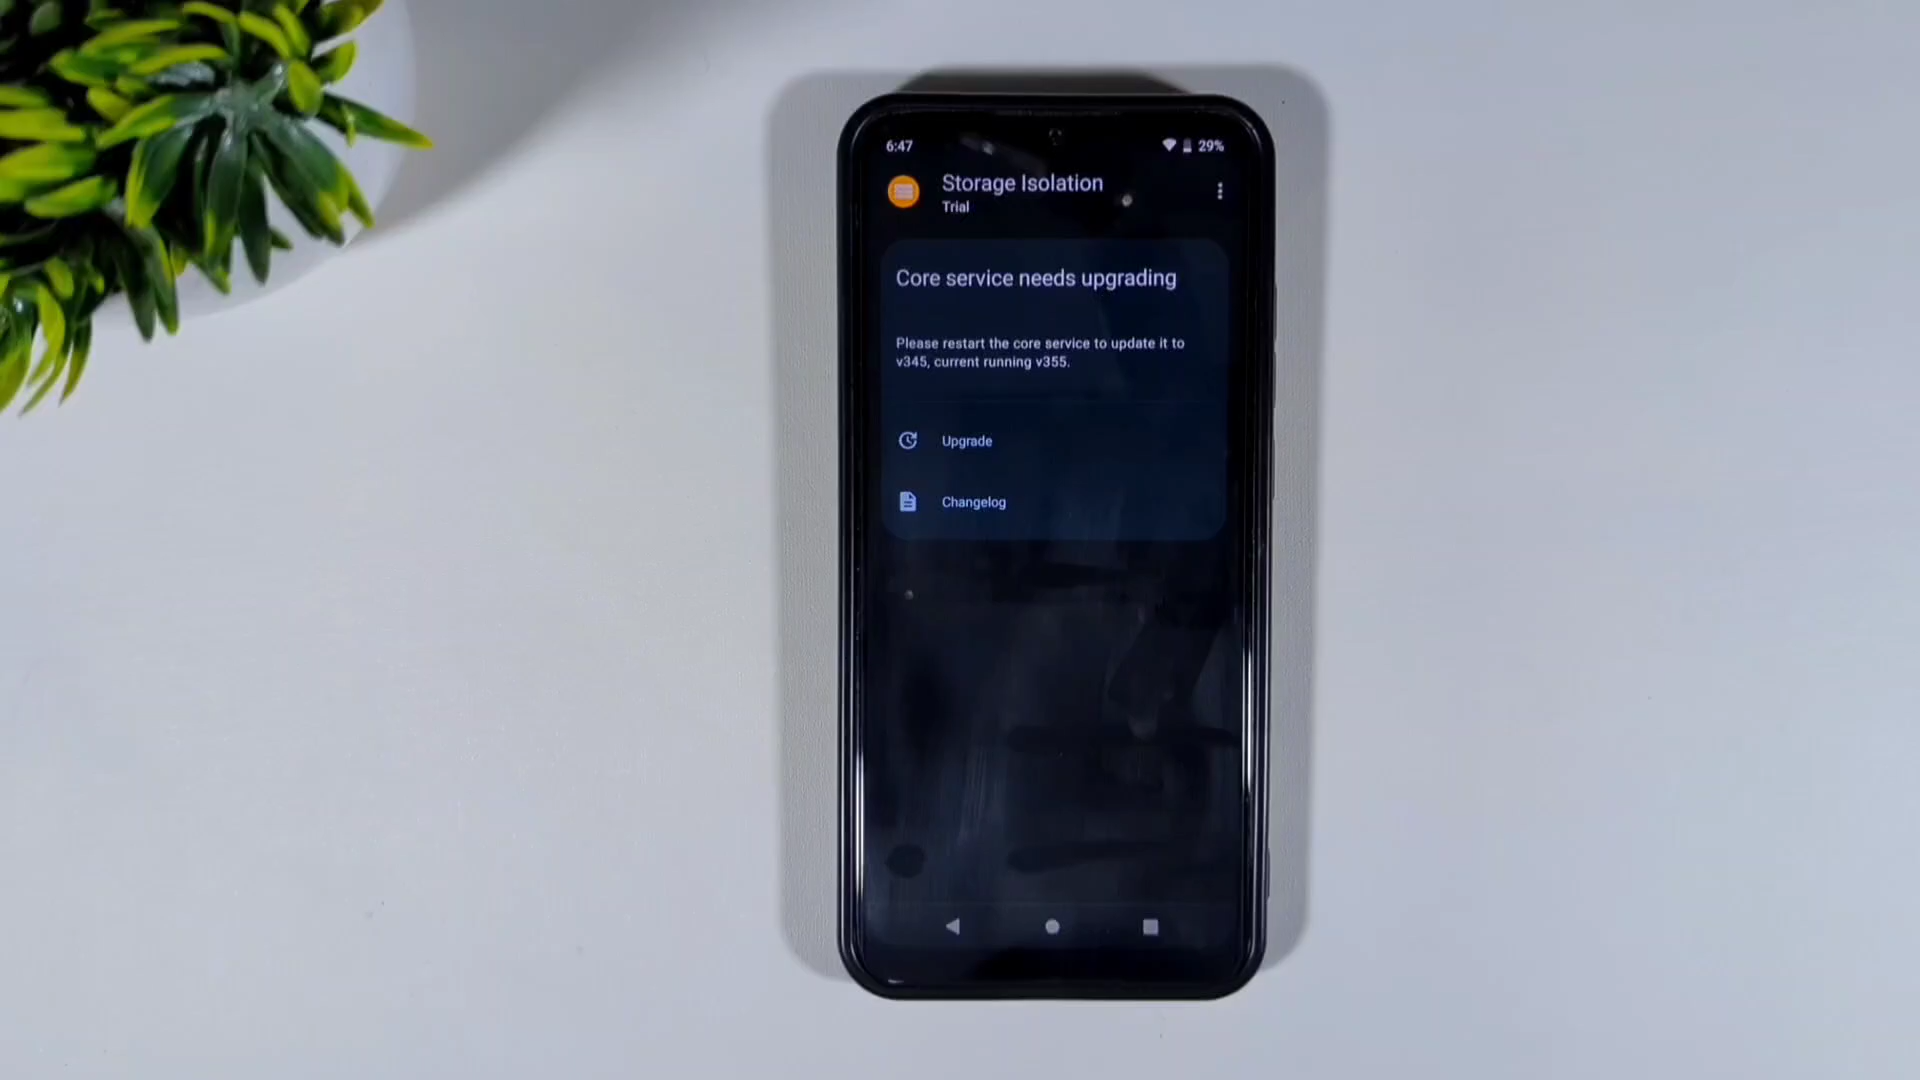 6:47
29%
Storage Isolation
Trial
Core service needs upgrading
Please restart the core service to update it to
v345, current running v355.
Upgrade
Changelog